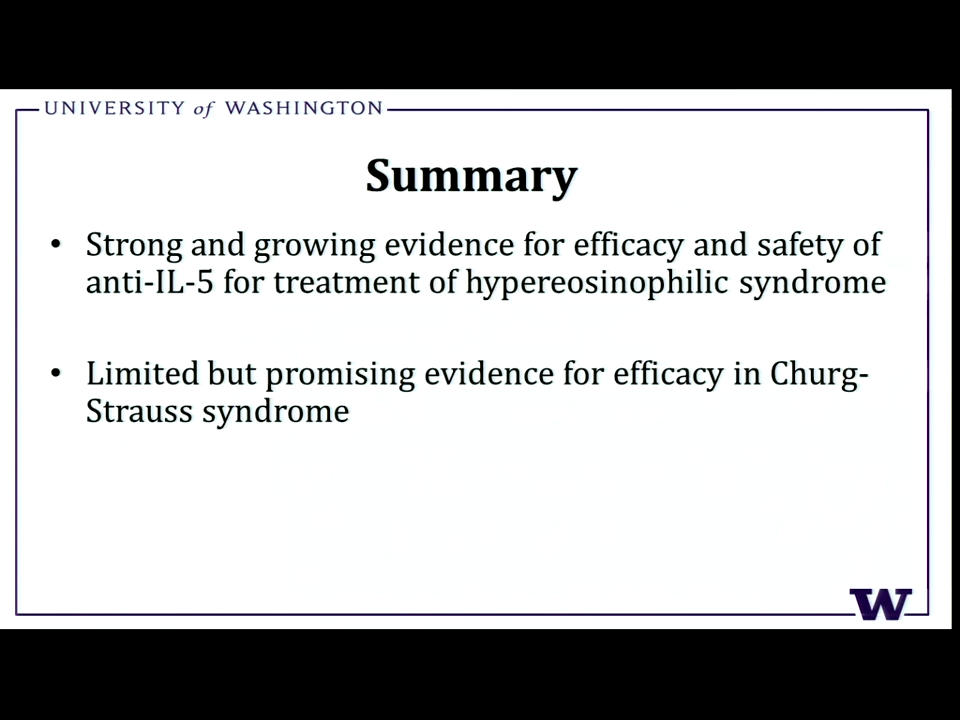 UNIVERSITY of WASHINGTON
Summary
• Strong and growing evidence for efficacy and safety of
anti-IL-5 for treatment of hypereosinophilic syndrome
• Limited but promising evidence for efficacy in Churg-
Strauss syndrome
W